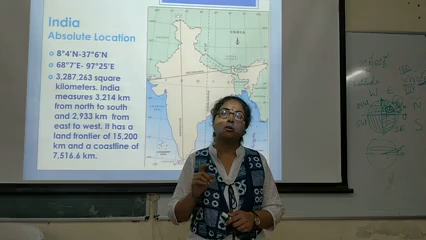 India
Absolute Location
8°4'N-37°6'N
68°7'E- 97°25'E
3,287,263 square
kilometers. India
measures 3,214 km
from north to south
and 2,933 km from
east to west. It has a
land frontier of 15,200
km and a coastline of
7,516.6 km.
INDIA
W E
N
S